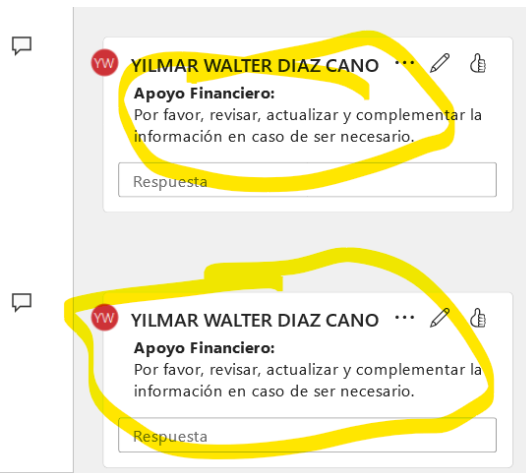 YW YILMAR WALTER DIAZ CANO ...
Apoyo Financiero:
Por favor, revisar, actualizar y complementar la
información en caso de ser necesario.
Respuesta
YW YILMAR WALTER DIAZ CANO ...
Apoyo Financiero:
Por favor, revisar, actualizar y complementar la
información en caso de ser necesario.
Respuesta